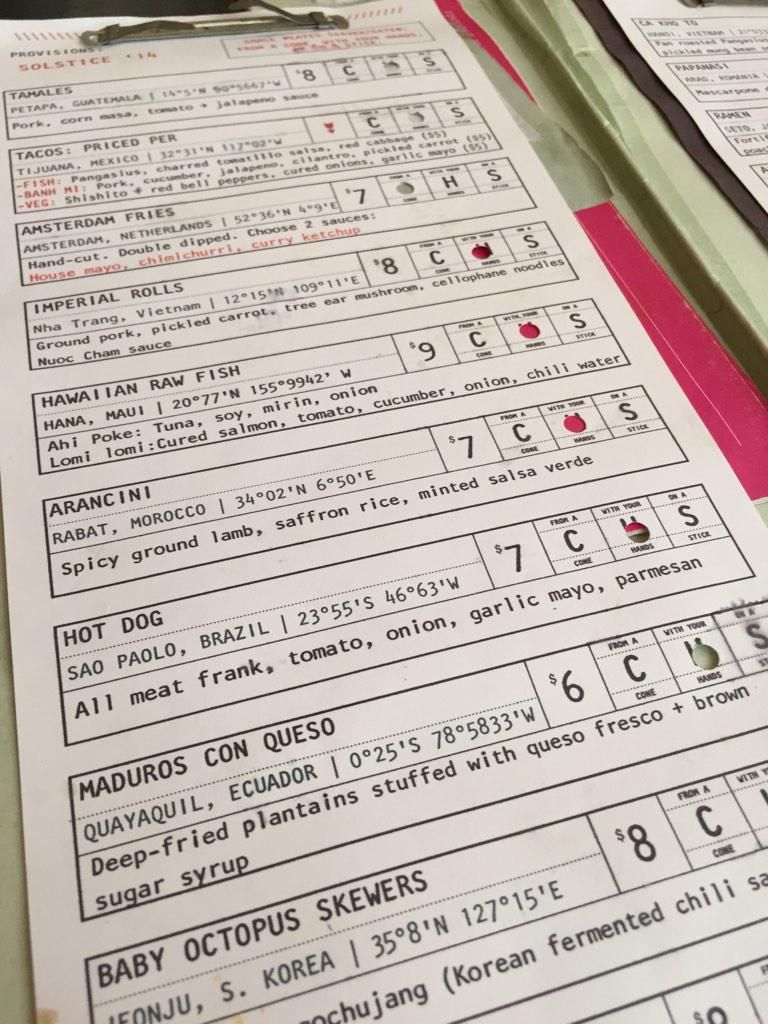 PROVISIONS:
SOLSTICE '14
SMALL PLATES SERVED/EATEN:
FROM A CONE, WITH YOUR HANDS,
STICK.
TAMALES
PETAPA, GUATEMALA | 14°5'N 90°5667'W
$8 C S
Pork, corn masa, tomato + jalapeno sauce
TACOS: PRICED PER
TIJUANA, MEXICO | 32°31'N 117°02'W
C S
-FISH: Pangasius, charred tomatillo salsa, red cabbage ($5)
-BANH MI: Pork, cucumber, jalapeno, cilantro, pickled carrot ($5)
-VEG: Shishito + red bell peppers, cured onions, garlic mayo ($5)
AMSTERDAM FRIES
AMSTERDAM, NETHERLANDS | 52°36'N 4°9'E
$7 H S
Hand-cut. Double dipped. Choose 2 sauces:
House mayo, chimichurri, curry ketchup
IMPERIAL ROLLS
Nha Trang, Vietnam | 12°15'N 109°11'E
$8 FROM A C CONE WITH YOUR HANDS ON A S STICK
Ground pork, pickled carrot, tree ear mushroom, cellophane noodles
Nuoc Cham sauce
HAWAIIAN RAW FISH
HANA, MAUI | 20°77'N 155°9942' W
$9 FROM A C CONE WITH YOUR HANDS ON A S STICK
Ahi Poke: Tuna, soy, mirin, onion
Lomi lomi:Cured salmon, tomato, cucumber, onion, chili water
ARANCINI
RABAT, MOROCCO | 34°02'N 6°50'E
$7 FROM A C CONE WITH YOUR HANDS ON A S STICK
Spicy ground lamb, saffron rice, minted salsa verde
HOT DOG
SAO PAOLO, BRAZIL | 23°55'S 46°63'W
$7 FROM A C CONE WITH YOUR H HANDS ON A S STICK
All meat frank, tomato, onion, garlic mayo, parmesan
MADUROS CON QUESO
QUAYAQUIL, ECUADOR | 0°25'S 78°5833'W
$6 FROM A C CONE WITH YOUR H HANDS ON A S
Deep-fried plantains stuffed with queso fresco + brown
sugar syrup
BABY OCTOPUS SKEWERS
JEONJU, S. KOREA | 35°8'N 127°15'E
$8 FROM A C CONE WITH
gochujang (Korean fermented chili
CA KHO TO
HANOI, VIETNAM |
Pan roasted Pangasius
pickled mung bean
PAPANASI
ARAD, ROMANIA
Mascarpone
RAMEN
SETO,